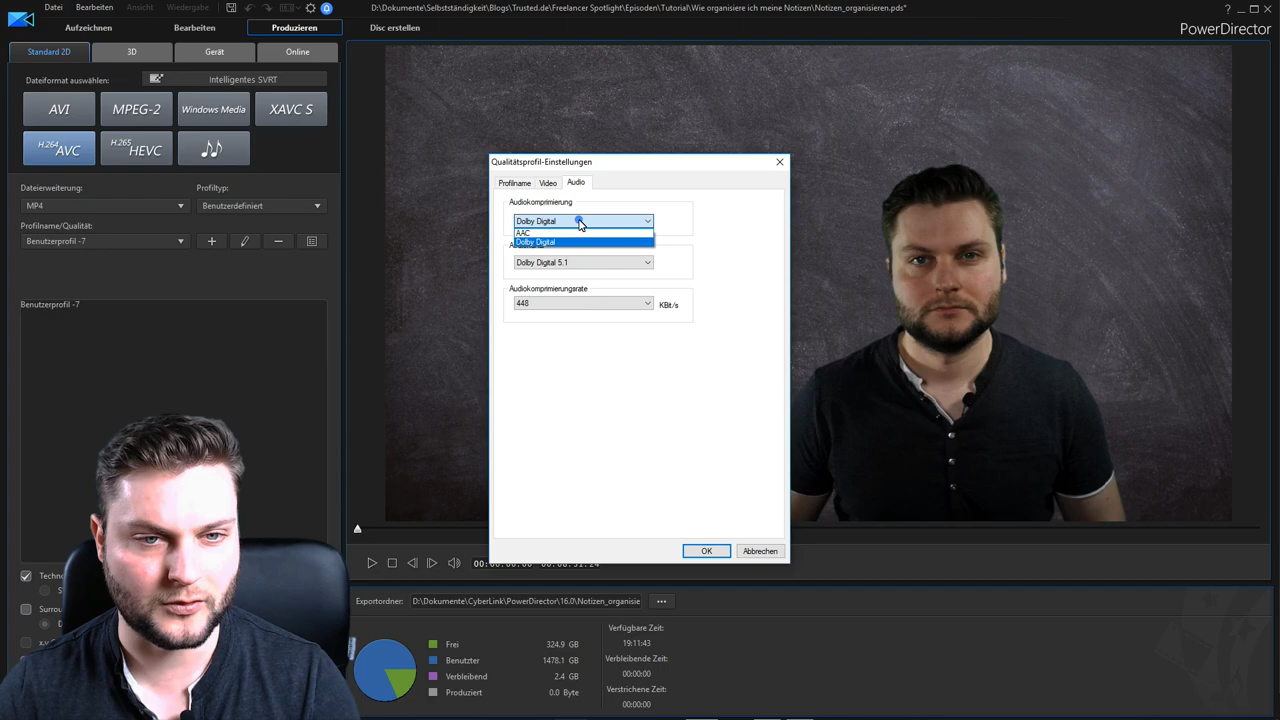 Datei Bearbeiten Ansicht Wiedergabe
D:\Dokumente\Selbstständigkeit\Blogs\Trusted.de\Freelancer Spotlight\Episoden\Tutorial\Wie organisiere ich meine Notizen\Notizen_organisieren.pds*
Aufzeichnen Bearbeiten Produzieren Disc erstellen
PowerDirector
Standard 2D 3D Gerät Online
Dateiformat auswählen: Intelligentes SVRT
AVI MPEG-2 Windows Media XAVC S
H.264 AVC H.265 HEVC
Dateierweiterung: Profiltyp:
MP4 Benutzerdefiniert
Profilname/Qualität:
Benutzerprofil -7
Benutzerprofil -7
Qualitätsprofil-Einstellungen
Profilname Video Audio
Audiokomprimierung
Dolby Digital
AAC
Dolby Digital
Dolby Digital 5.1
Audiokomprimierungsrate
448 KBit/s
OK Abbrechen
Exportordner: D:\Dokumente\CyberLink\PowerDirector\16.0\Notizen_organisie
Frei 324.9 GB
Benutzter 1478.1 GB
Verbleibend 2.4 GB
Produziert 0.0 Byte
Verfügbare Zeit:
19:11:43
Verbleibende Zeit:
00:00:00
Verstrichene Zeit:
00:00:00